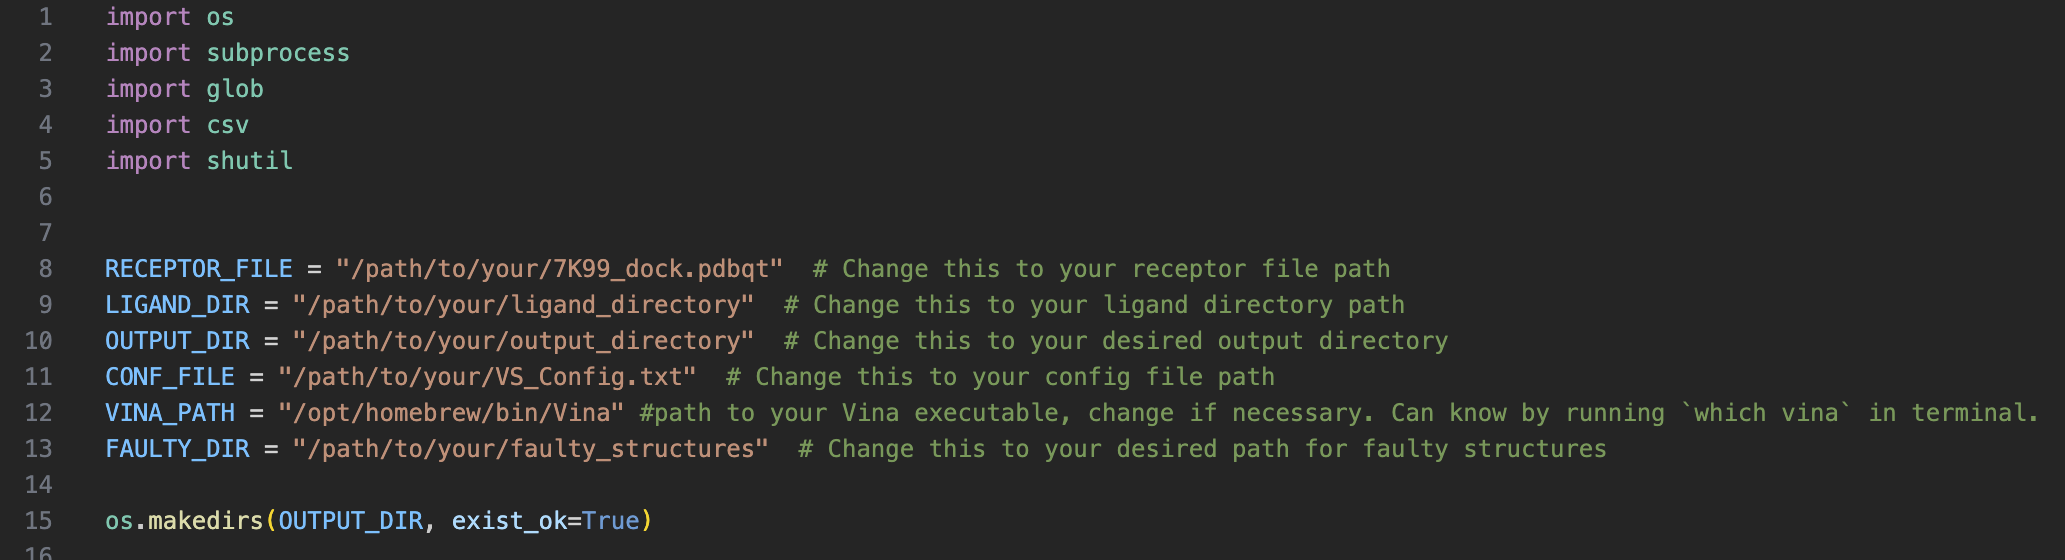 1 import os
2 import subprocess
3 import glob
4 import csv
5 import shutil
6
7
8 RECEPTOR_FILE = "/path/to/your/7K99_dock.pdbqt"  # Change this to your receptor file path
9 LIGAND_DIR = "/path/to/your/ligand_directory"  # Change this to your ligand directory path
10 OUTPUT_DIR = "/path/to/your/output_directory"  # Change this to your desired output directory
11 CONF_FILE = "/path/to/your/VS_Config.txt"  # Change this to your config file path
12 VINA_PATH = "/opt/homebrew/bin/Vina" #path to your Vina executable, change if necessary. Can know by running `which vina` in terminal.
13 FAULTY_DIR = "/path/to/your/faulty_structures"  # Change this to your desired path for faulty structures
14
15 os.makedirs(OUTPUT_DIR, exist_ok=True)
16